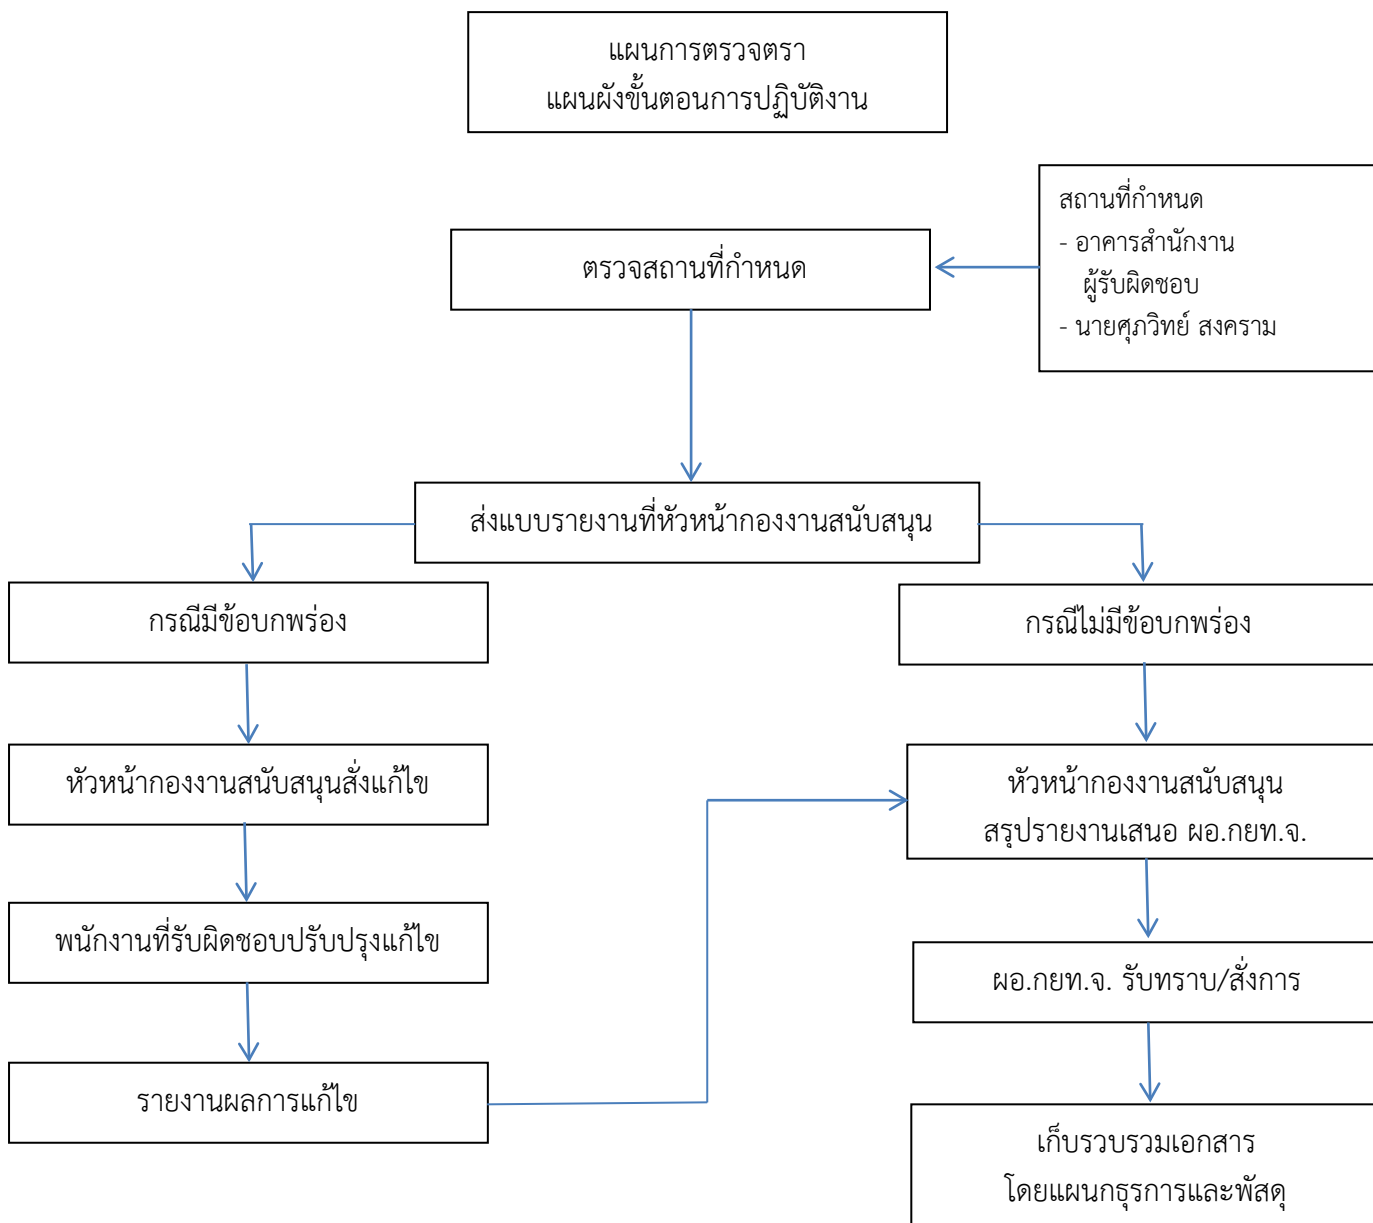 แผนการตรวจตรา
แผนผังขั้นตอนการปฏิบัติงาน
สถานที่กำหนด
- อาคารสำนักงาน
ผู้รับผิดชอบ
- นายศุภวิทย์ สงคราม
ตรวจสถานที่กำหนด
ส่งแบบรายงานที่หัวหน้ากองงานสนับสนุน
กรณีมีข้อบกพร่อง
กรณีไม่มีข้อบกพร่อง
หัวหน้ากองงานสนับสนุนสั่งแก้ไข
หัวหน้ากองงานสนับสนุน
สรุปรายงานเสนอ ผอ.กยท.จ.
พนักงานที่รับผิดชอบปรับปรุงแก้ไข
ผอ.กยท.จ. รับทราบ/สั่งการ
รายงานผลการแก้ไข
เก็บรวบรวมเอกสาร
โดยแผนกธุรการและพัสดุ